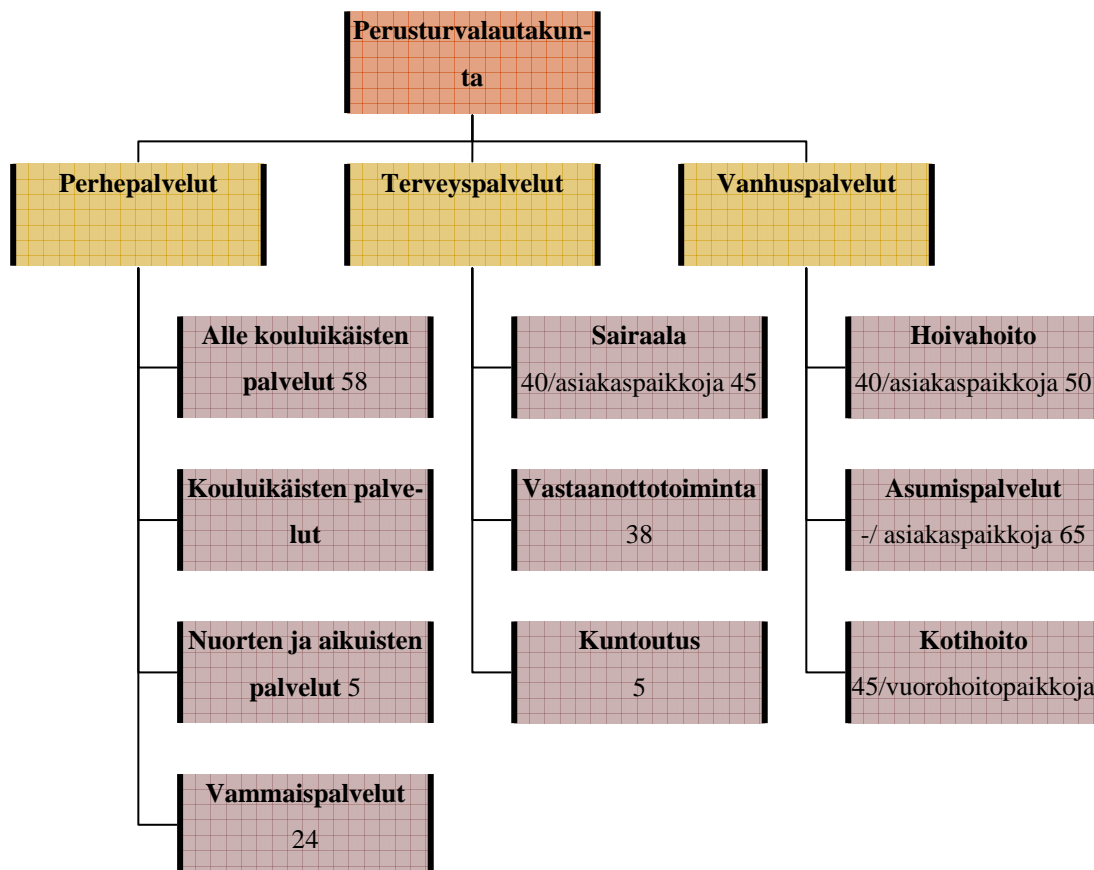 Perusturvalautakun-
ta
Perhepalvelut
Terveyspalvelut
Vanhuspalvelut
Alle kouluikäisten
palvelut 58
Sairaala
40/asiakaspaikkoja 45
Hoivahoito
40/asiakaspaikkoja 50
Kouluikäisten palve-
lut
Vastaanottotoiminta
38
Asumispalvelut
-/ asiakaspaikkoja 65
Nuorten ja aikuisten
palvelut 5
Kuntoutus
5
Kotihoito
45/vuorohoitopaikkoja
Vammaispalvelut
24